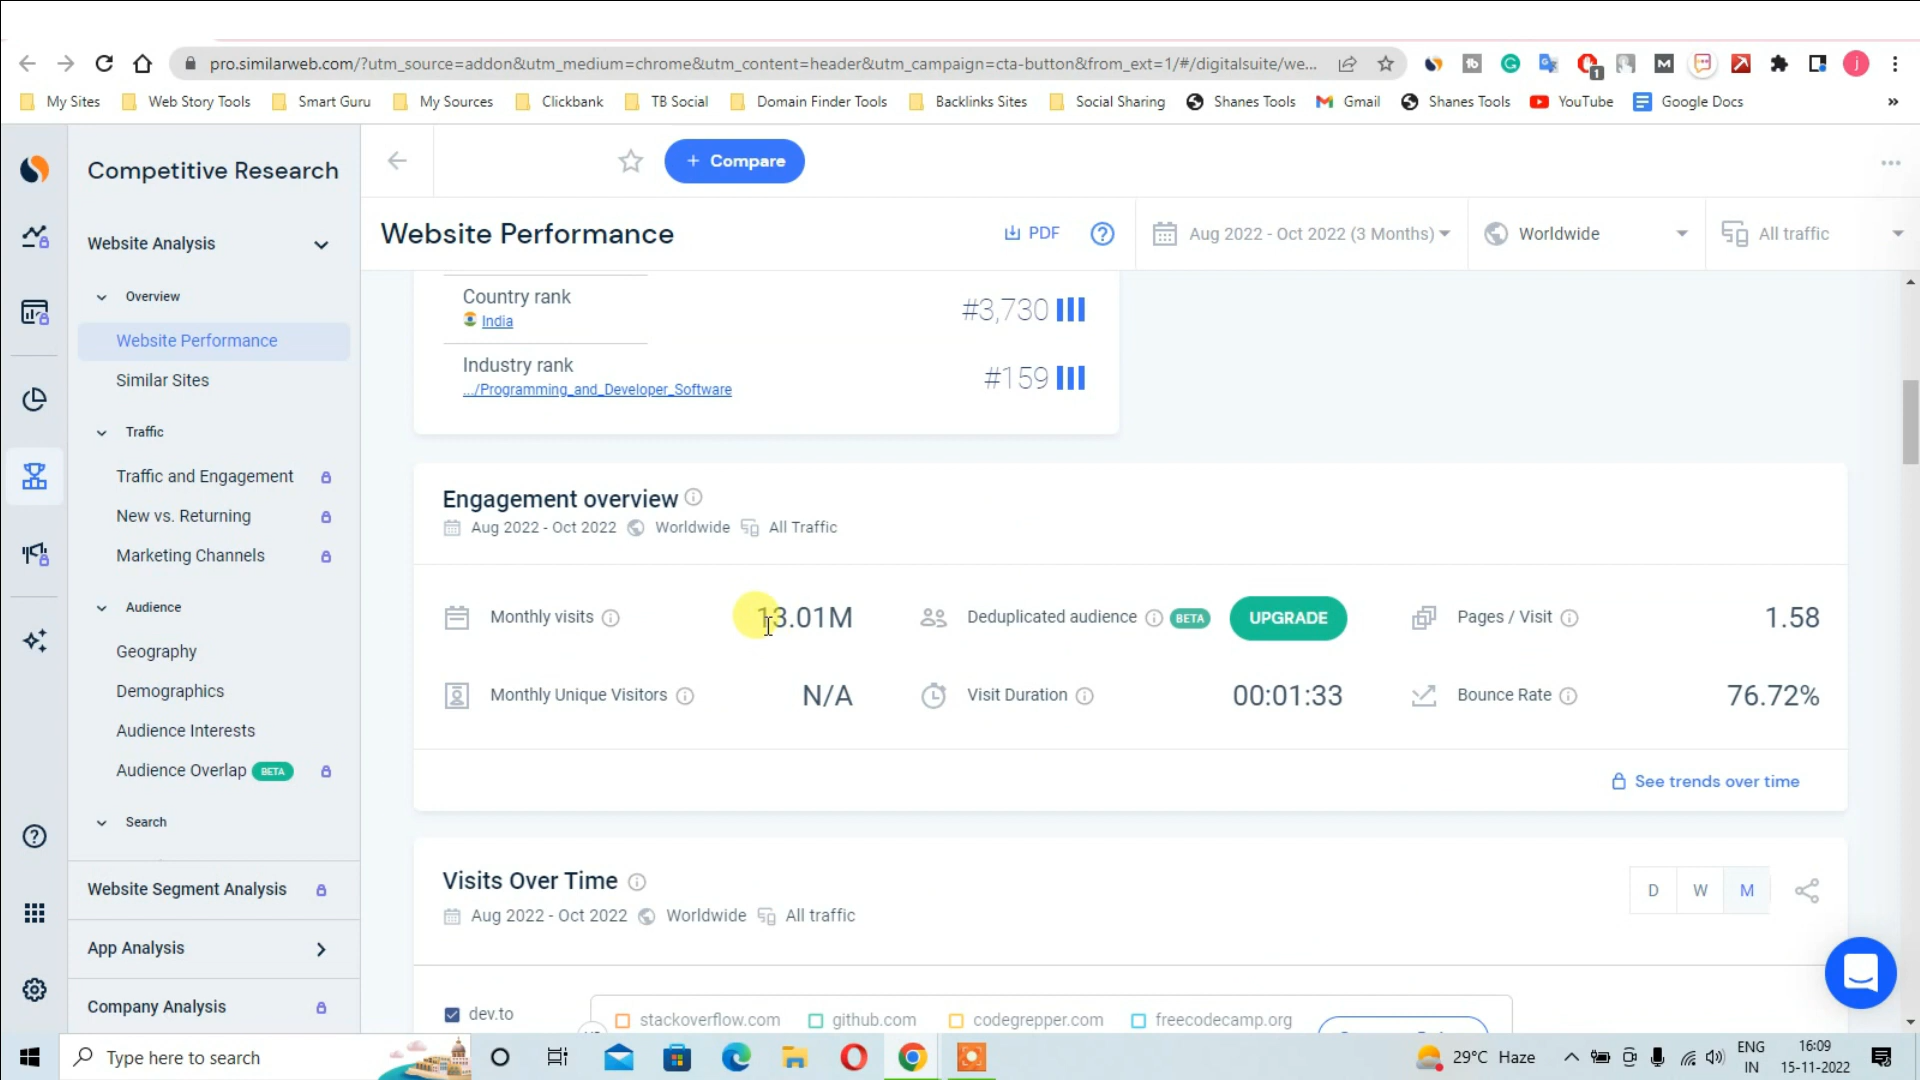 pro.similarweb.com/?utm_source=addon&utm_medium=chrome&utm_content=header&utm_campaign=cta-button&from_ext=1/#/digitalsuite/we...
1
j
My Sites
Web Story Tools
Smart Guru
My Sources
Clickbank
TB Social
Domain Finder Tools
Backlinks Sites
Social Sharing
Shanes Tools
Gmail
Shanes Tools
YouTube
Google Docs
»
Competitive Research
+ Compare
Website Analysis
Website Performance
PDF
Aug 2022 - Oct 2022 (3 Months)
Worldwide
All traffic
Overview
Website Performance
Similar Sites
Traffic
Traffic and Engagement
New vs. Returning
Marketing Channels
Audience
Geography
Demographics
Audience Interests
Audience Overlap BETA
Search
Website Segment Analysis
App Analysis
Company Analysis
Country rank
India
#3,730
Industry rank
.../Programming_and_Developer_Software
#159
Engagement overview
Aug 2022 - Oct 2022 Worldwide All Traffic
Monthly visits 13.01M
Deduplicated audience BETA UPGRADE
Pages / Visit 1.58
Monthly Unique Visitors N/A
Visit Duration 00:01:33
Bounce Rate 76.72%
See trends over time
Visits Over Time
Aug 2022 - Oct 2022 Worldwide All traffic
D W M
dev.to
stackoverflow.com
github.com
codegrepper.com
freecodecamp.org
Type here to search
29°C Haze
ENG
IN
16:09
15-11-2022